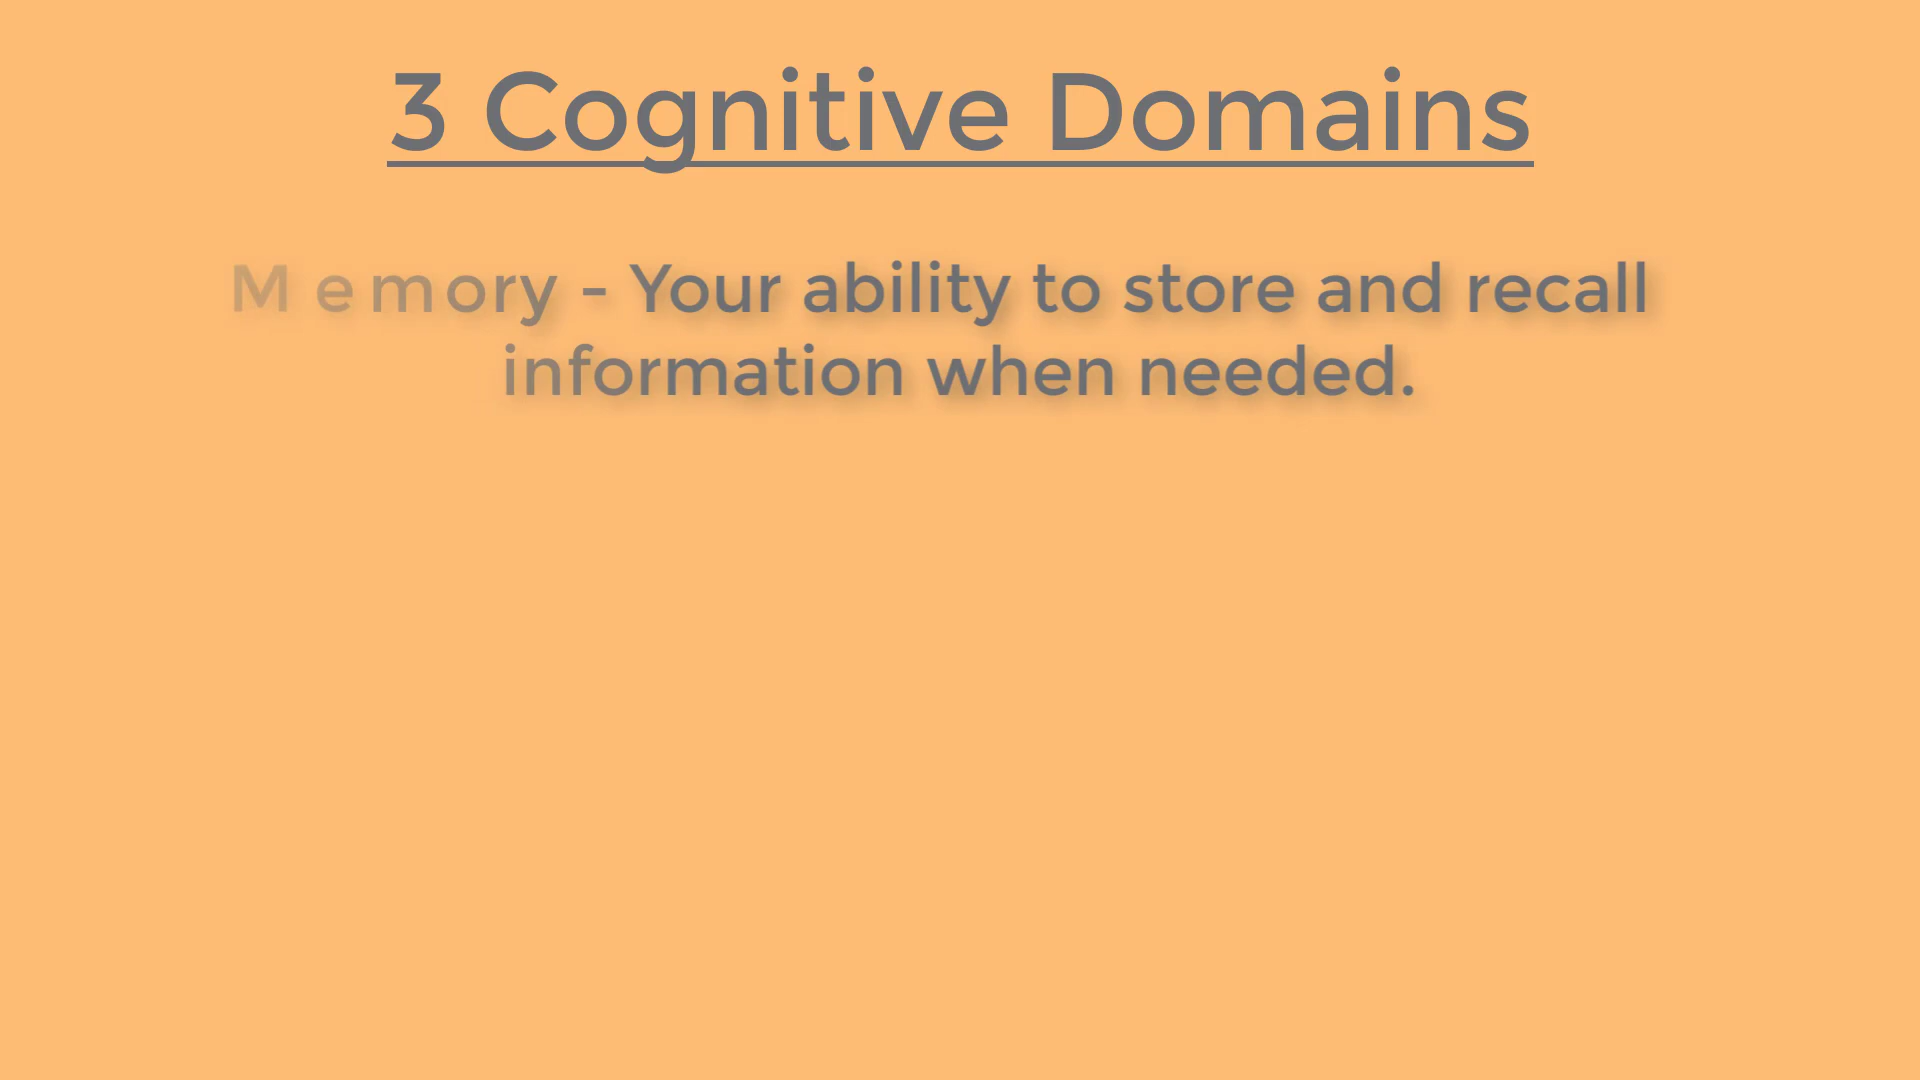 3 Cognitive Domains
Memory - Your ability to store and recall
information when needed.